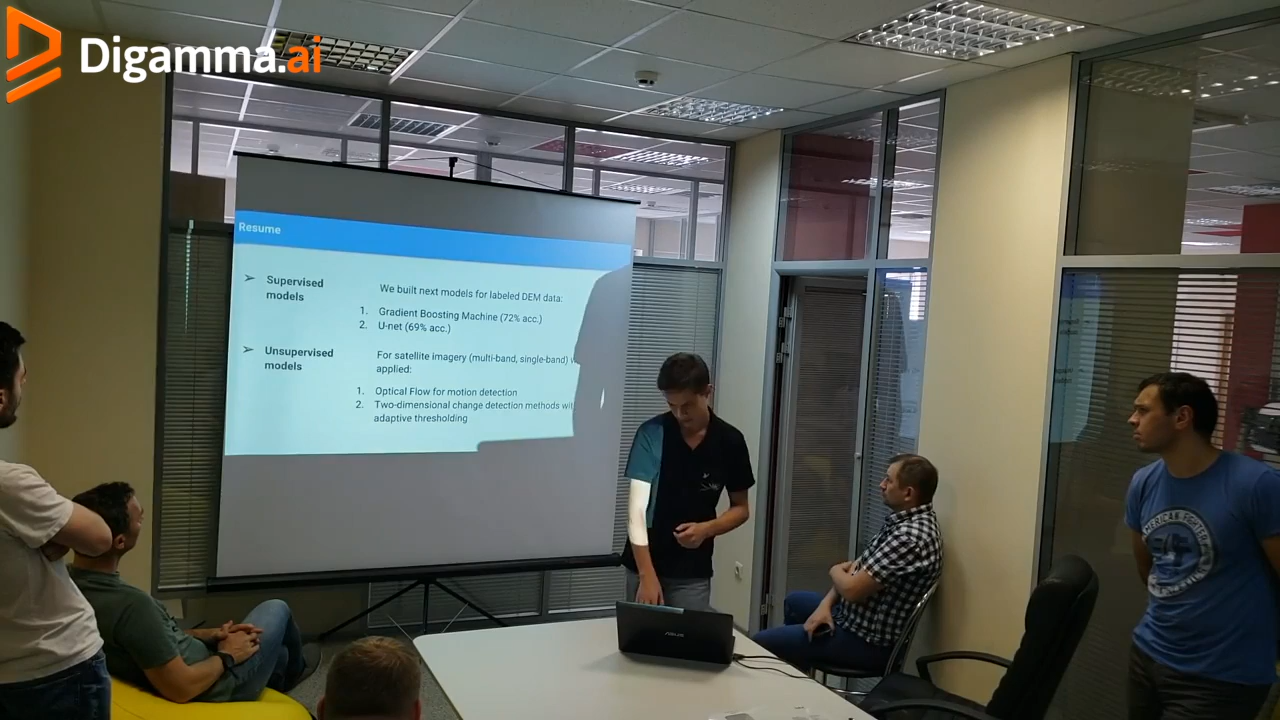 Digamma.ai
Resume
➢ Supervised models
We built next models for labeled DEM data:
1. Gradient Boosting Machine (72% acc.)
2. U-net (69% acc.)
➢ Unsupervised models
For satellite imagery (multi-band, single-band)
applied:
1. Optical Flow for motion detection
2. Two-dimensional change detection methods
adaptive thresholding
ASUS